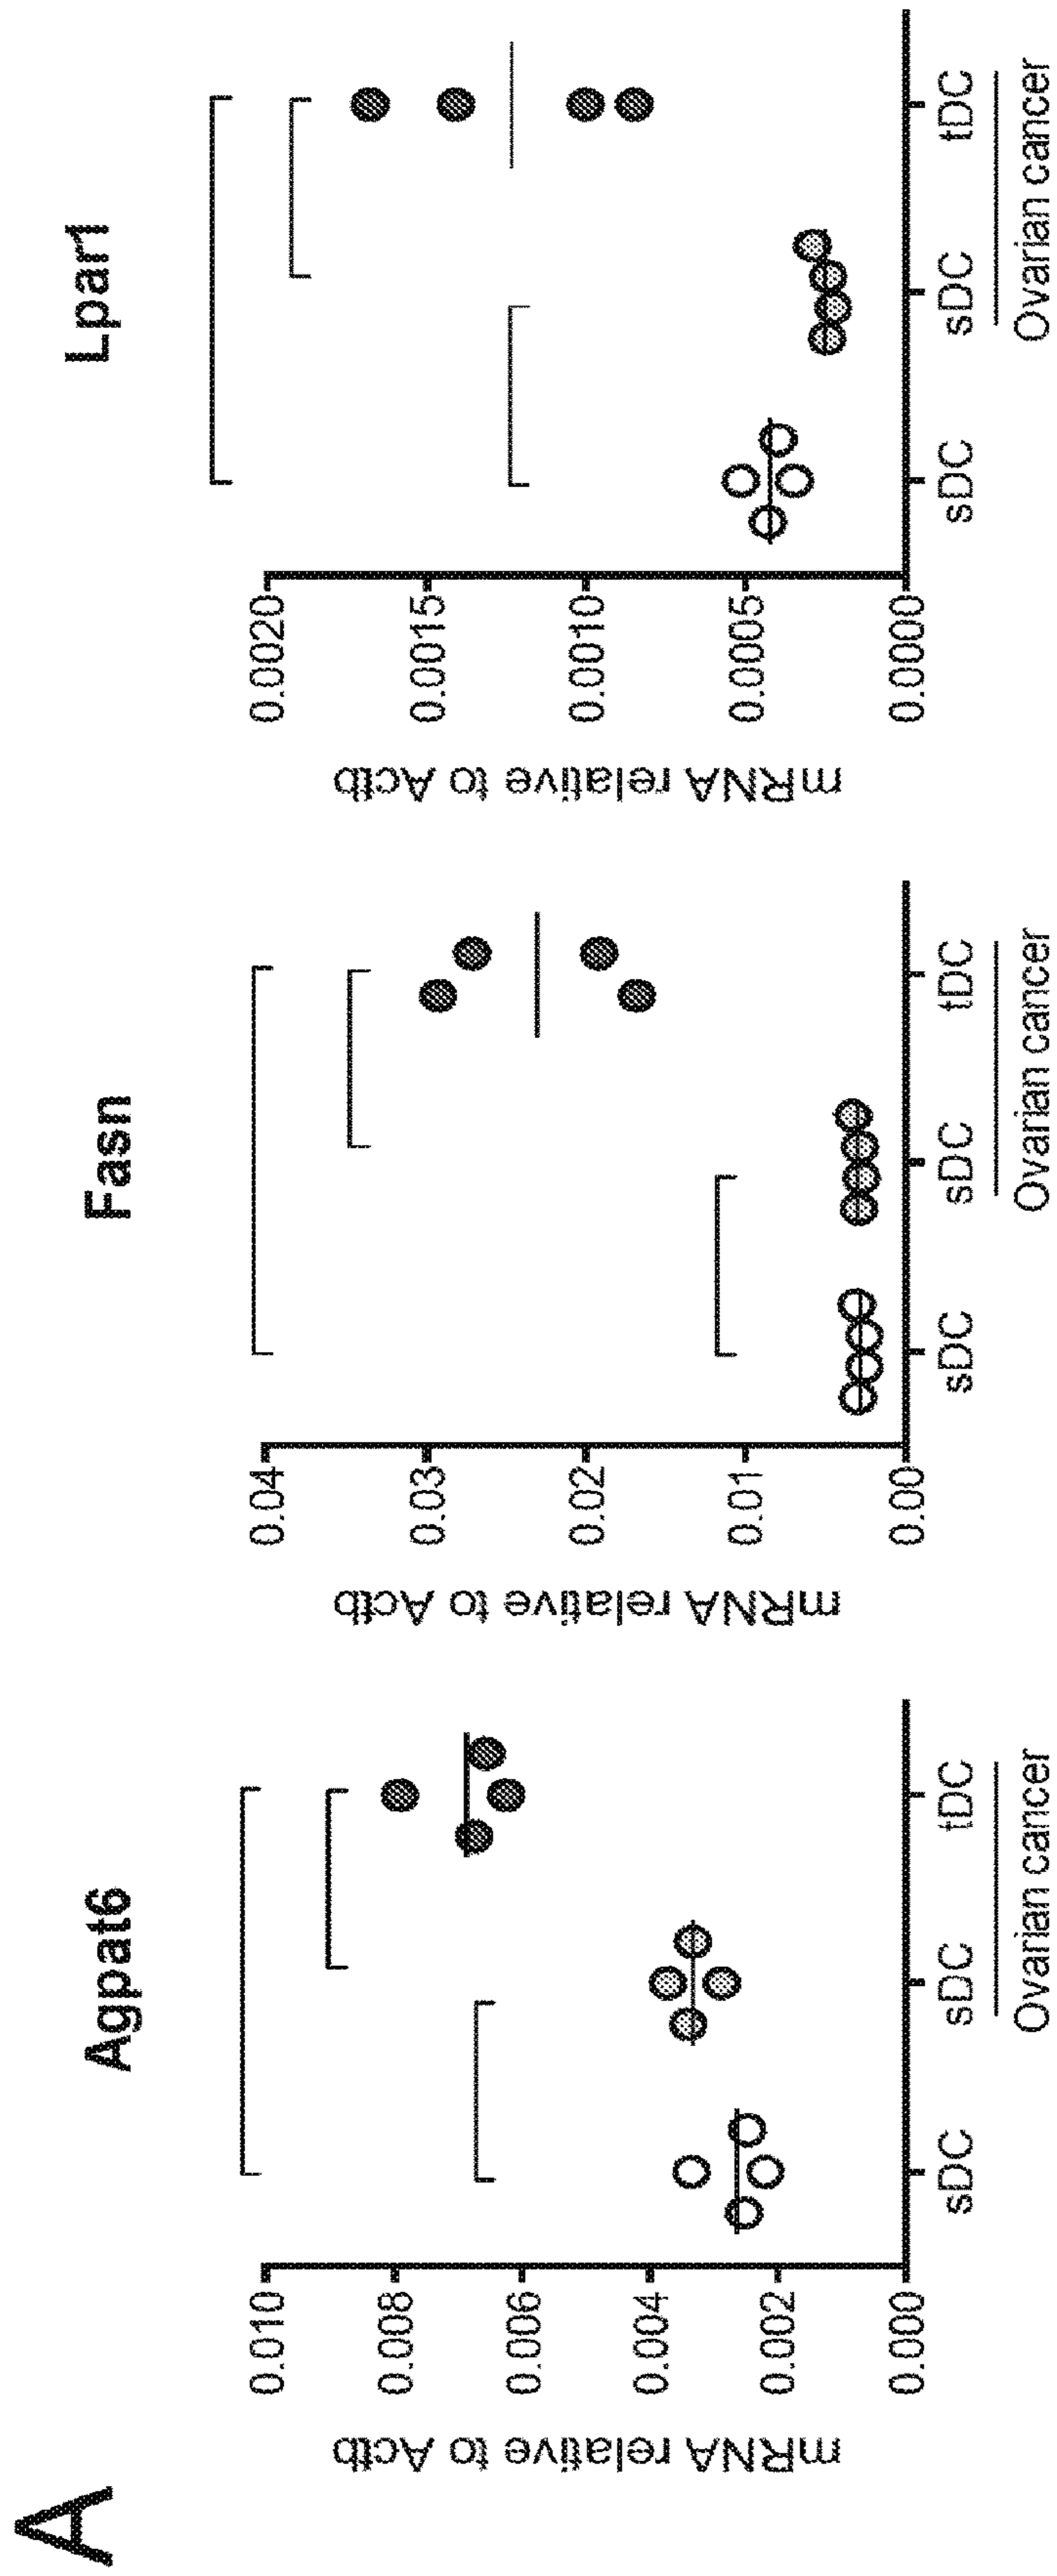 A
Agpat6
mRNA relative to Actb
0.010
0.008
0.006
0.004
0.002
0.000
sDC
sDC
tDC
Ovarian cancer
Fasn
mRNA relative to Actb
0.04
0.03
0.02
0.01
0.00
sDC
sDC
tDC
Ovarian cancer
Lpar1
mRNA relative to Actb
0.0020
0.0015
0.0010
0.0005
0.0000
sDC
sDC
tDC
Ovarian cancer